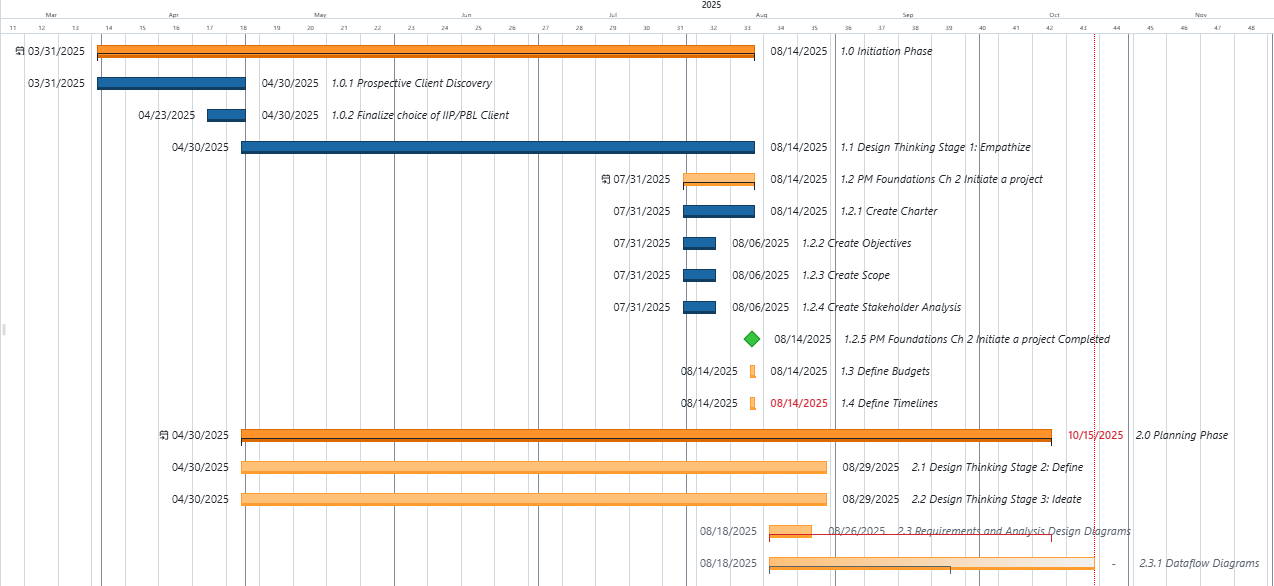 2025
Mar Apr May Jun Jul Aug Sep Oct Nov
11 12 13 14 15 16 17 18 19 20 21 22 23 24 25 26 27 28 29 30 31 32 33 34 35 36 37 38 39 40 41 42 43 44 45 46 47 48
03/31/2025 08/14/2025 1.0 Initiation Phase
03/31/2025 04/30/2025 1.0.1 Prospective Client Discovery
04/23/2025 04/30/2025 1.0.2 Finalize choice of IIP/PBL Client
04/30/2025 08/14/2025 1.1 Design Thinking Stage 1: Empathize
07/31/2025 08/14/2025 1.2 PM Foundations Ch 2 Initiate a project
07/31/2025 08/14/2025 1.2.1 Create Charter
07/31/2025 08/06/2025 1.2.2 Create Objectives
07/31/2025 08/06/2025 1.2.3 Create Scope
07/31/2025 08/06/2025 1.2.4 Create Stakeholder Analysis
08/14/2025 1.2.5 PM Foundations Ch 2 Initiate a project Completed
08/14/2025 08/14/2025 1.3 Define Budgets
08/14/2025 08/14/2025 1.4 Define Timelines
04/30/2025 10/15/2025 2.0 Planning Phase
04/30/2025 08/29/2025 2.1 Design Thinking Stage 2: Define
04/30/2025 08/29/2025 2.2 Design Thinking Stage 3: Ideate
08/18/2025 08/26/2025 2.3 Requirements and Analysis Design Diagrams
08/18/2025 - 2.3.1 Dataflow Diagrams